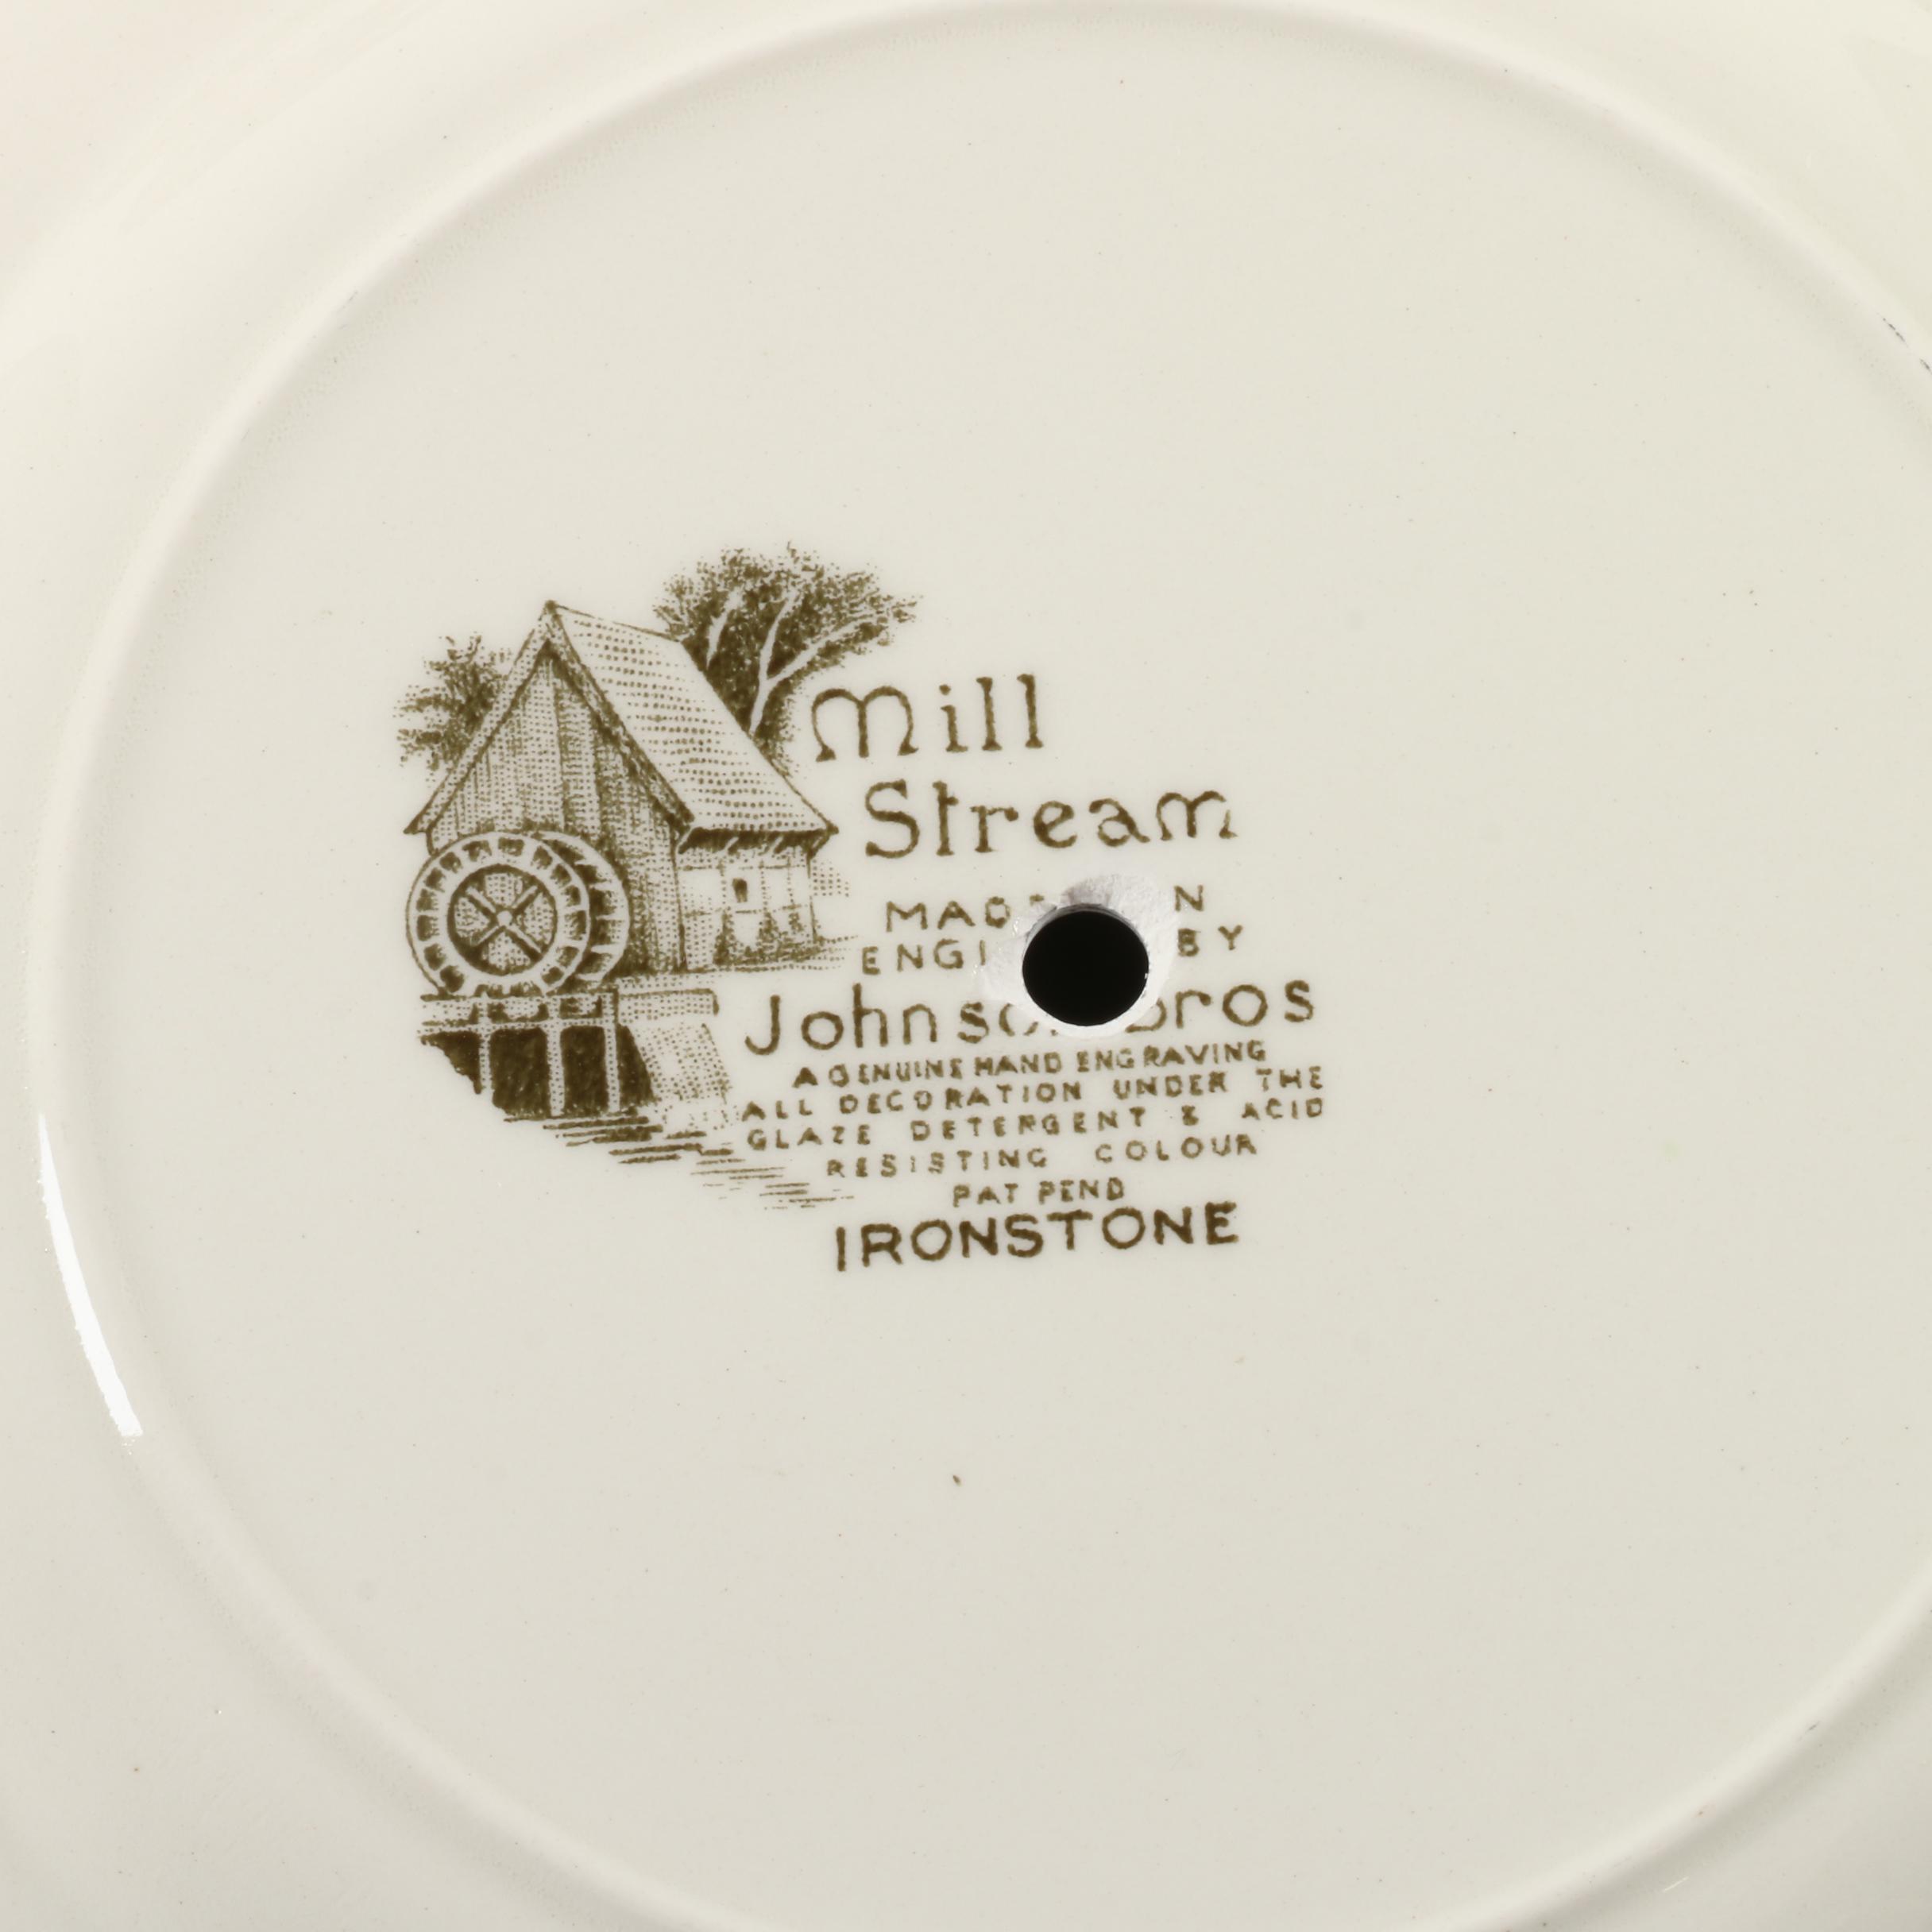 Mill
Stream
MADE IN
ENGLAND BY
Johnson Bros
A GENUINE HAND ENGRAVING
ALL DECORATION UNDER THE
GLAZE DETERGENT & ACID
RESISTING COLOUR
PAT PEND
IRONSTONE